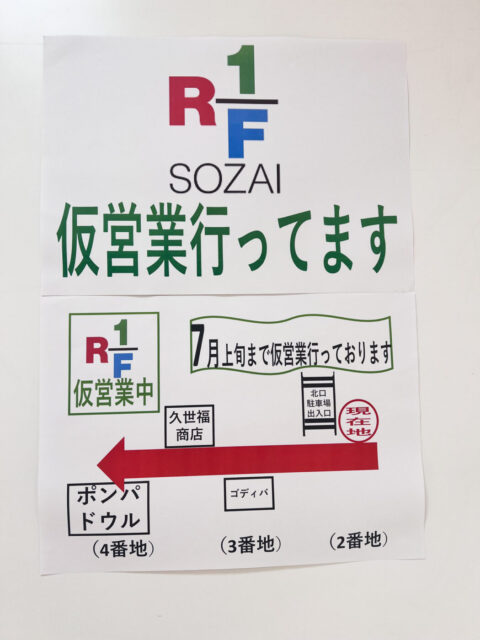 R 1
F
SOZAI
仮営業行ってます
R 1
F
仮営業中
7月上旬まで仮営業行っております
北口
駐車場
出入口
現
在
地
久世福
商店
ポンパ
ドウル
ゴディバ
（4番地）
（3番地）
（2番地）